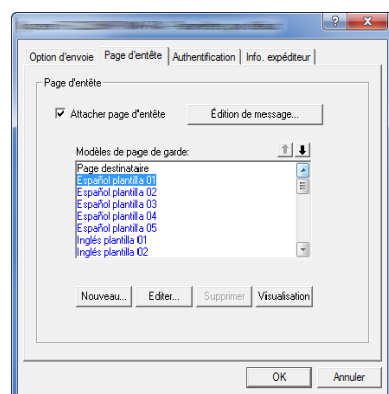 Option d'envoie Page d'entête Authentification Info. expéditeur
Page d'entête
Attacher page d'entête Édition de message...
Modèles de page de garde:
Page destinataire
Español plantilla 01
Español plantilla 02
Español plantilla 03
Español plantilla 04
Español plantilla 05
Inglés plantilla 01
Inglés plantilla 02
Nouveau... Editer... Supprimer Visualisation
OK Annuler